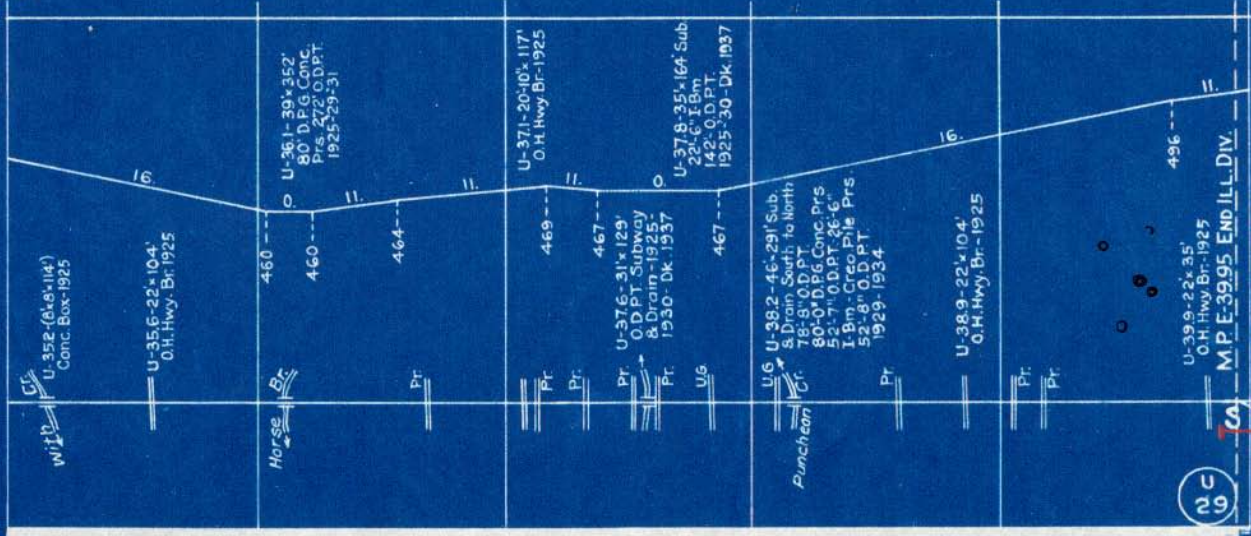 With Cr.
U-35.2-(8'x8'x114')
Conc. Box-1925
U-35.6-22'x104'
O.H. Hwy. Br. 1925
16.
460
460
0.
U-36.1-39'x352'
80' D.P.G. Conc.
Prs. 272' O.D.P.T.
1925-29-31
Horse Br.
11.
464
11.
Pr.
U-37.1-20'-10"x117'
O.H. Hwy. Br.-1925
469
11.
467
Pr.
Pr.
Pr.
U-37.6-31'x129'
O.D.P.T. Subway
& Drain-1925-
1930-Dk. 1937
Pr.
0.
U-37.8-35'x164' Sub.
22'-6" I-Bm
142'-O.D.P.T.
1925-'30-Dk. 1937
467
U.G.
U.G.
Puncheon Cr.
U-38.2-46'-291' Sub.
& Drain South to North
78'-8" O.D.P.T.
80'-0" D.P.G. Conc. Prs
52'-7" O.D.P.T. 26'-6"
I-Bm-Creo Pile Prs.
52'-8" O.D.P.T.
1929-1934
16.
Pr.
U-38.9-22'x104'
O.H. Hwy. Br.-1925
Pr.
Pr.
496
11.
U-39.9-22'x35'
O.H. Hwy. Br.-1925
M.P. E-39.95 END ILL. DIV.
U
29